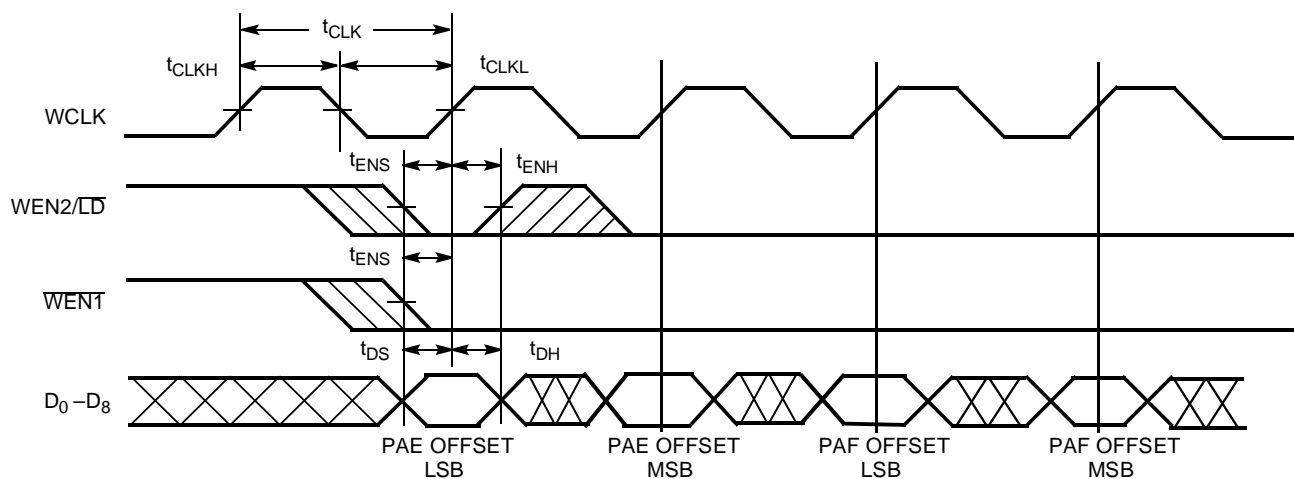 tCLK
tCLKH
tCLKL
WCLK
tENS
tENH
WEN2/LD
tENS
WEN1
tDS
tDH
D0 –D8
PAE OFFSET
LSB
PAE OFFSET
MSB
PAF OFFSET
LSB
PAF OFFSET
MSB